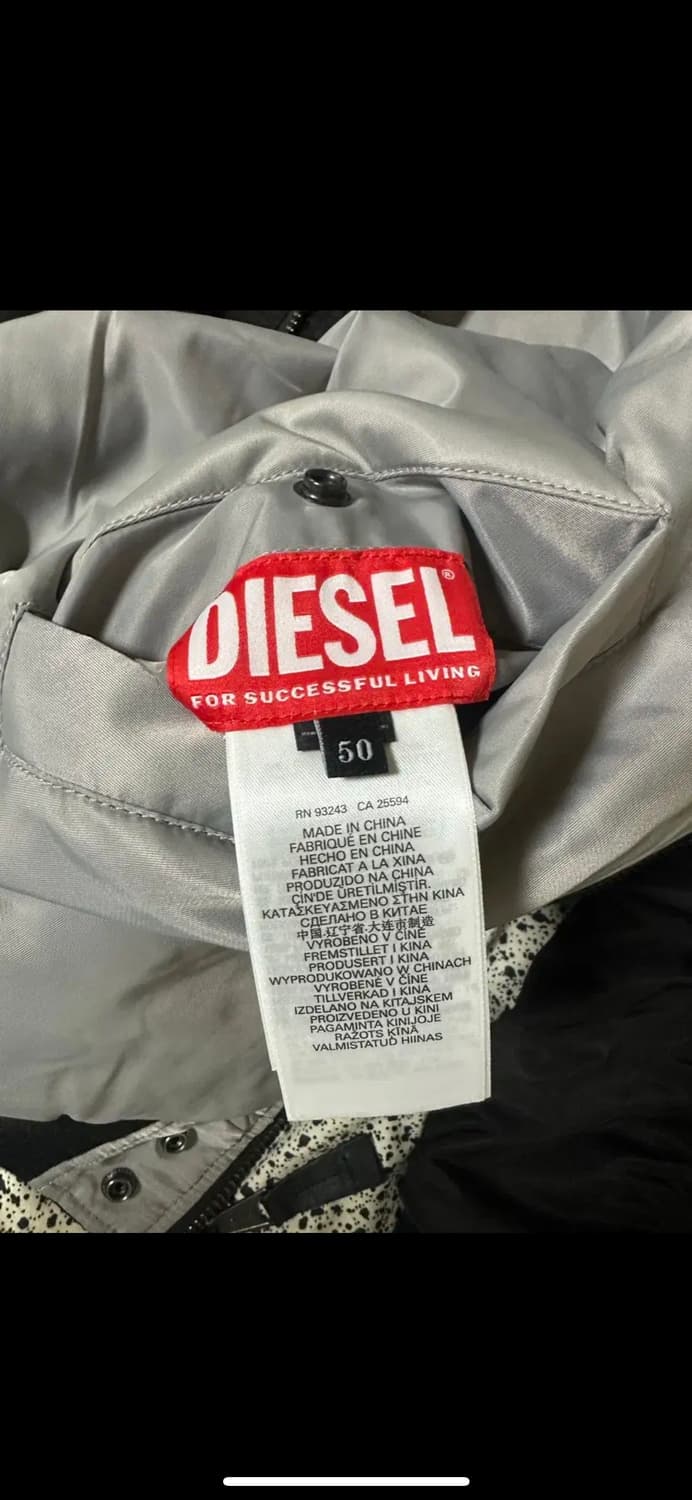 DIESEL®
FOR SUCCESSFUL LIVING
50
RN 93243 CA 25594
MADE IN CHINA
FABRIQUÉ EN CHINE
HECHO EN CHINA
FABRICAT A LA XINA
PRODUZIDO NA CHINA
ÇİN'DE ÜRETİLMİŞTİR.
ΚΑΤΑΣΚΕΥΑΣΜΕΝΟ ΣΤΗΝ ΚΙΝΑ
СДЕЛАНО В КИТАЕ
中国.辽宁省.大连市制造
VYROBENO V ČÍNĚ
FREMSTILLET I KINA
PRODUSERT I KINA
WYPRODUKOWANO W CHINACH
VYROBENÉ V ČÍNE
TILLVERKAD I KINA
IZDELANO NA KITAJSKEM
PROIZVEDENO U KINI
PAGAMINTA KINIJOJE
RAŽOTS ĶĪNĀ
VALMISTATUD HIINAS